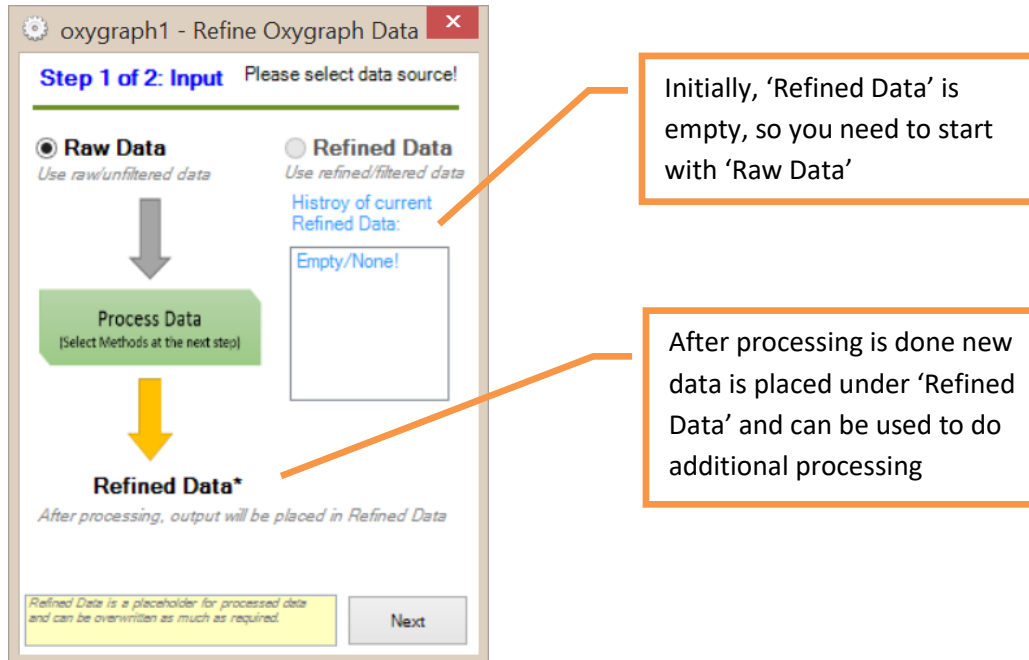 oxygraph1 - Refine Oxygraph Data
Step 1 of 2: Input Please select data source!
Raw Data
Use raw/unfiltered data
Refined Data
Use refined/filtered data
Histroy of current
Refined Data:
Empty/None!
Process Data
(Select Methods at the next step)
Refined Data*
After processing, output will be placed in Refined Data
Refined Data is a placeholder for processed data
and can be overwritten as much as required.
Next
Initially, ‘Refined Data’ is
empty, so you need to start
with ‘Raw Data’
After processing is done new
data is placed under ‘Refined
Data’ and can be used to do
additional processing